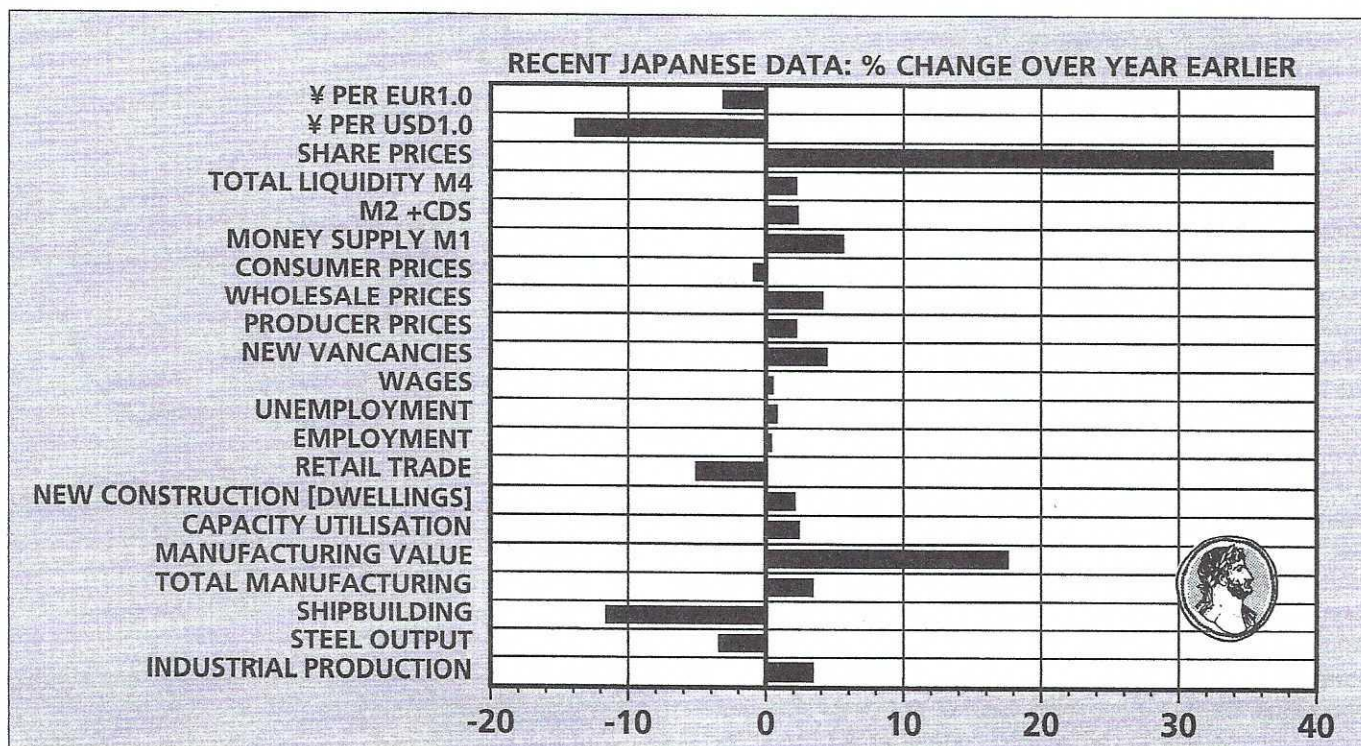 RECENT JAPANESE DATA: % CHANGE OVER YEAR EARLIER
¥ PER EUR1.0
¥ PER USD1.0
SHARE PRICES
TOTAL LIQUIDITY M4
M2 +CDS
MONEY SUPPLY M1
CONSUMER PRICES
WHOLESALE PRICES
PRODUCER PRICES
NEW VANCANCIES
WAGES
UNEMPLOYMENT
EMPLOYMENT
RETAIL TRADE
NEW CONSTRUCTION [DWELLINGS]
CAPACITY UTILISATION
MANUFACTURING VALUE
TOTAL MANUFACTURING
SHIPBUILDING
STEEL OUTPUT
INDUSTRIAL PRODUCTION
-20 -10 0 10 20 30 40